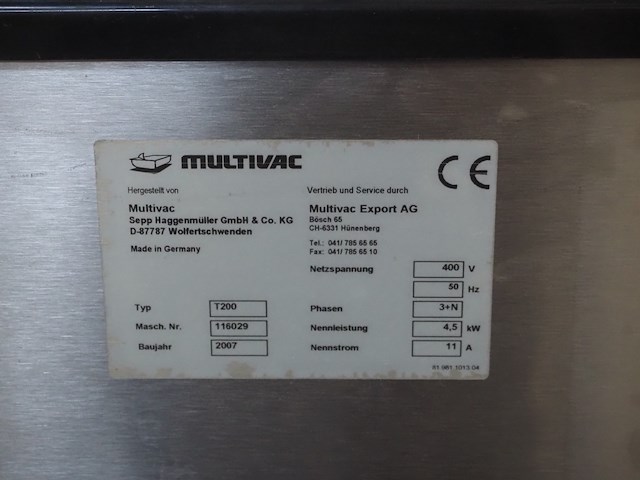 MULTIVAC
CE
Hergestellt von
Multivac
Sepp Haggenmüller GmbH & Co. KG
D-87787 Wolfertschwenden
Made in Germany
Vertrieb und Service durch
Multivac Export AG
Bösch 65
CH-6331 Hünenberg
Tel.: 041/ 785 65 65
Fax: 041/ 785 65 10
Netzspannung 400 V
50 Hz
Typ T200
Phasen 3+N
Masch. Nr. 116029
Nennleistung 4,5 kW
Baujahr 2007
Nennstrom 11 A